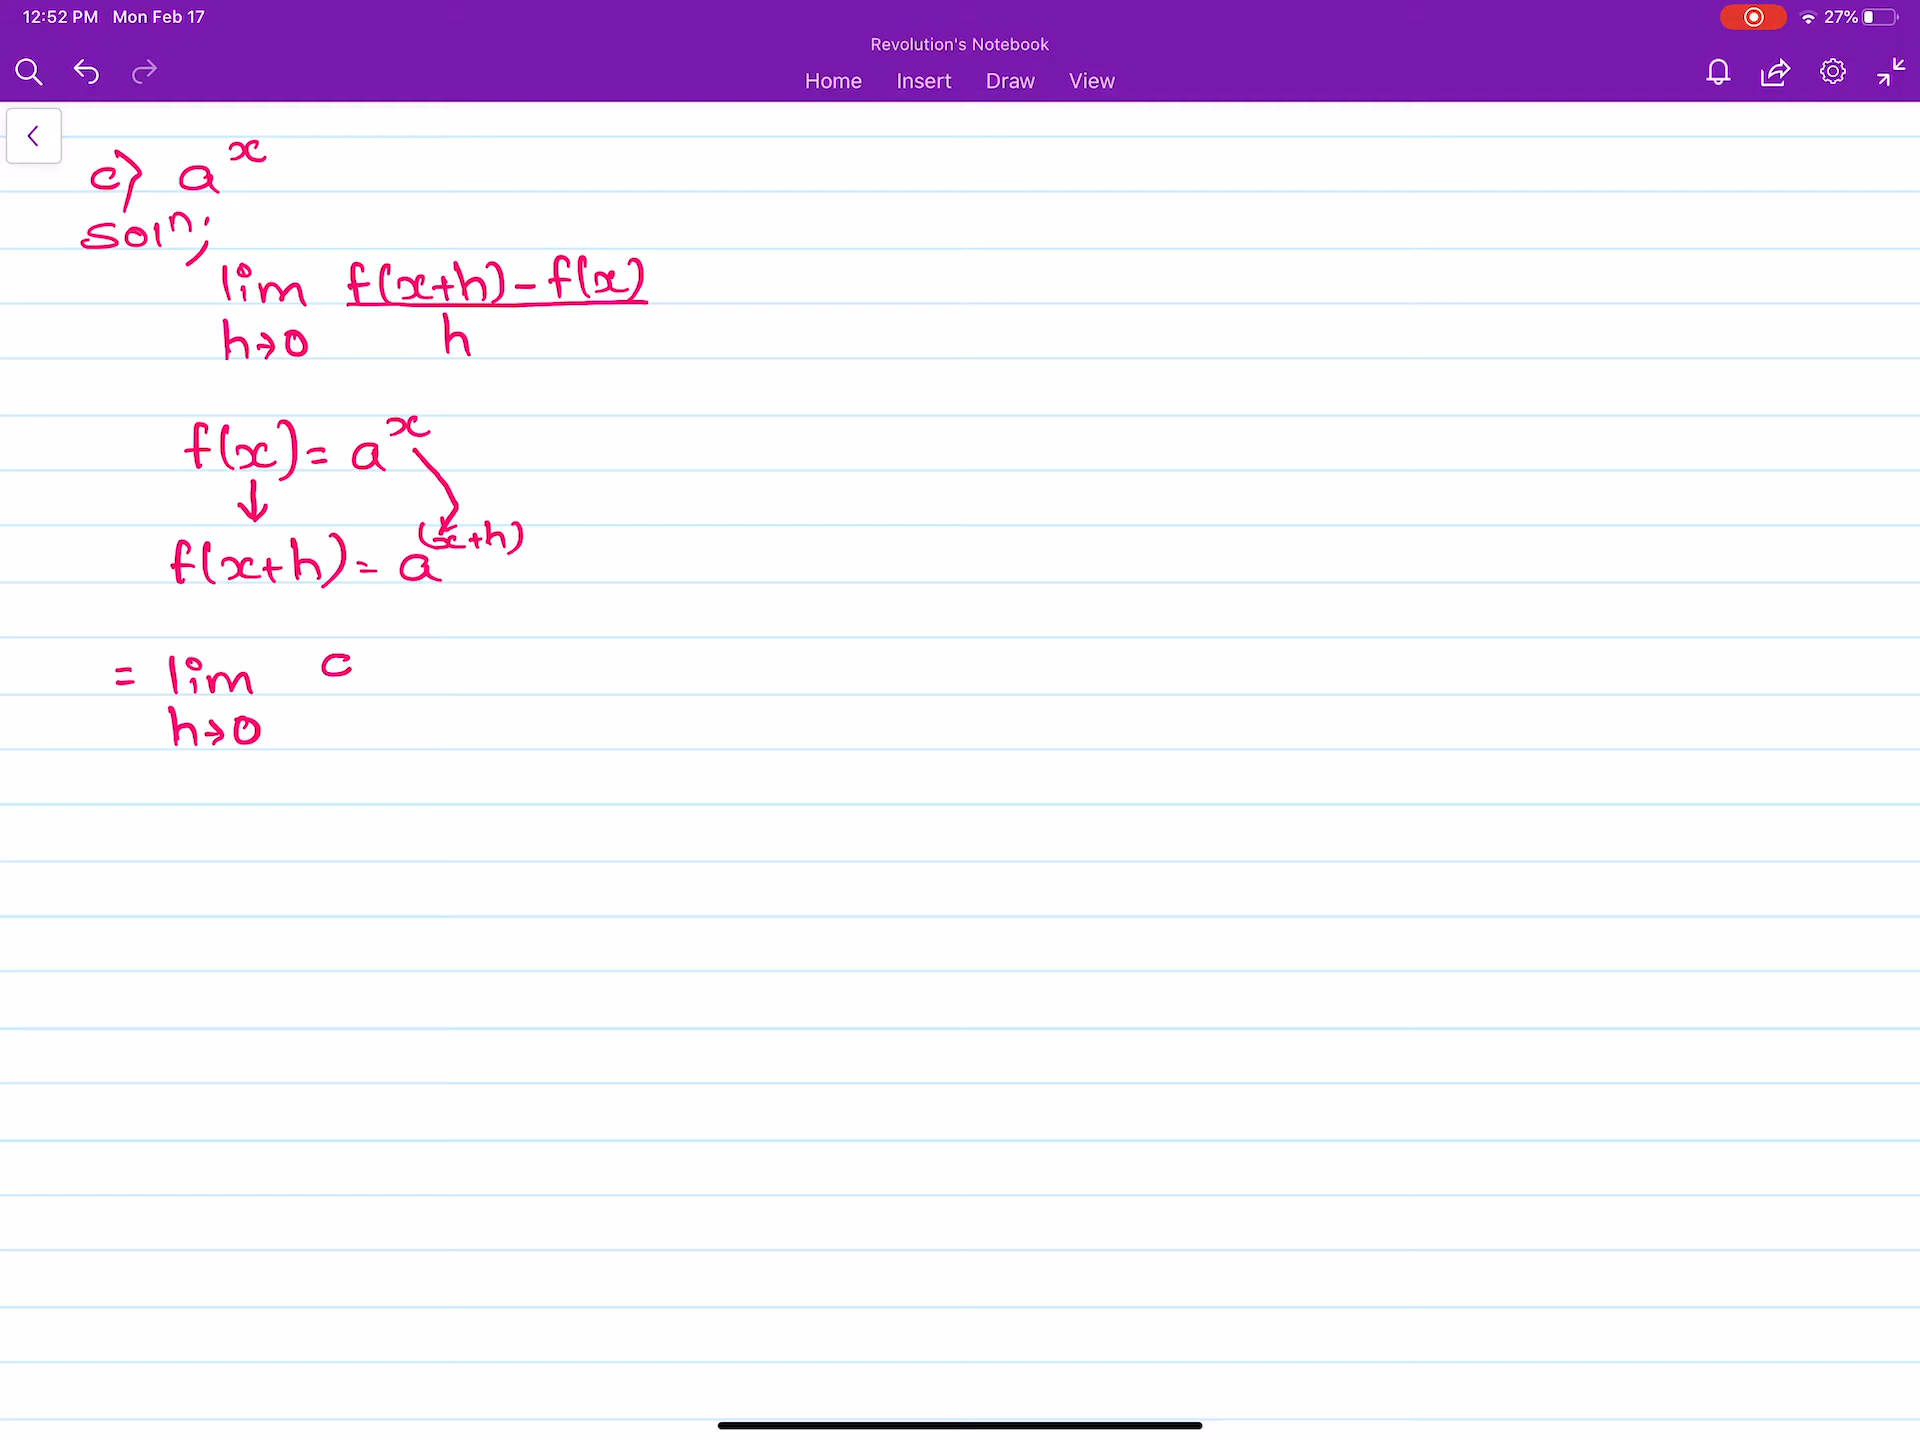 12:52 PM Mon Feb 17
27%
Revolution's Notebook
Home Insert Draw View
c) a^x
Solⁿ;
lim f(x+h)-f(x)
h→0 h
f(x) = a^x
↓
f(x+h) = a^(x+h)
= lim c
h→0